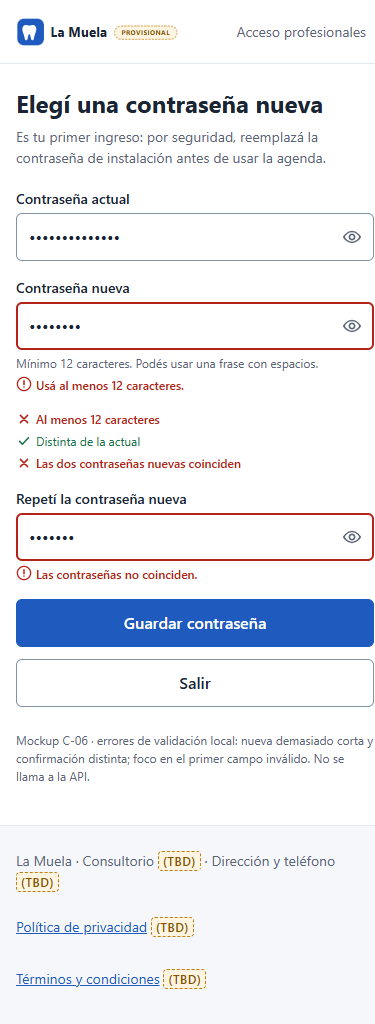 La Muela PROVISIONAL Acceso profesionales
Elegí una contraseña nueva
Es tu primer ingreso: por seguridad, reemplazá la
contraseña de instalación antes de usar la agenda.
Contraseña actual
••••••••••••••
Contraseña nueva
••••••••
Mínimo 12 caracteres. Podés usar una frase con espacios.
Usá al menos 12 caracteres.
Al menos 12 caracteres
Distinta de la actual
Las dos contraseñas nuevas coinciden
Repetí la contraseña nueva
•••••••
Las contraseñas no coinciden.
Guardar contraseña
Salir
Mockup C-06 · errores de validación local: nueva demasiado corta y
confirmación distinta; foco en el primer campo inválido. No se
llama a la API.
La Muela · Consultorio (TBD) · Dirección y teléfono
(TBD)
Política de privacidad (TBD)
Términos y condiciones (TBD)